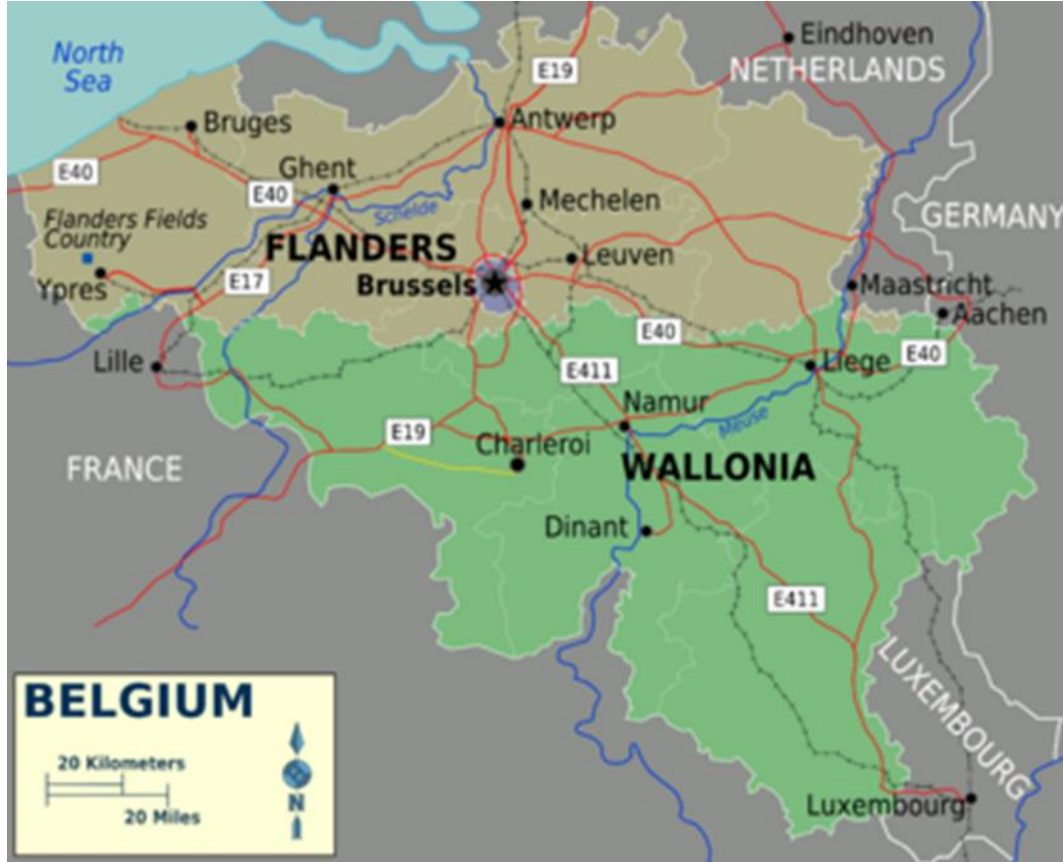 North
Sea
Eindhoven
NETHERLANDS
E19
Bruges
Antwerp
Ghent
E40
E40
Schelde
Mechelen
Flanders Fields
Country
FLANDERS
GERMANY
Leuven
Ypres
E17
Brussels
Maastricht
Aachen
Lille
E40
Liege
E40
E411
Namur
Meuse
E19
Charleroi
FRANCE
WALLONIA
Dinant
E411
LUXEMBOURG
Luxembourg
BELGIUM
20 Kilometers
20 Miles
N